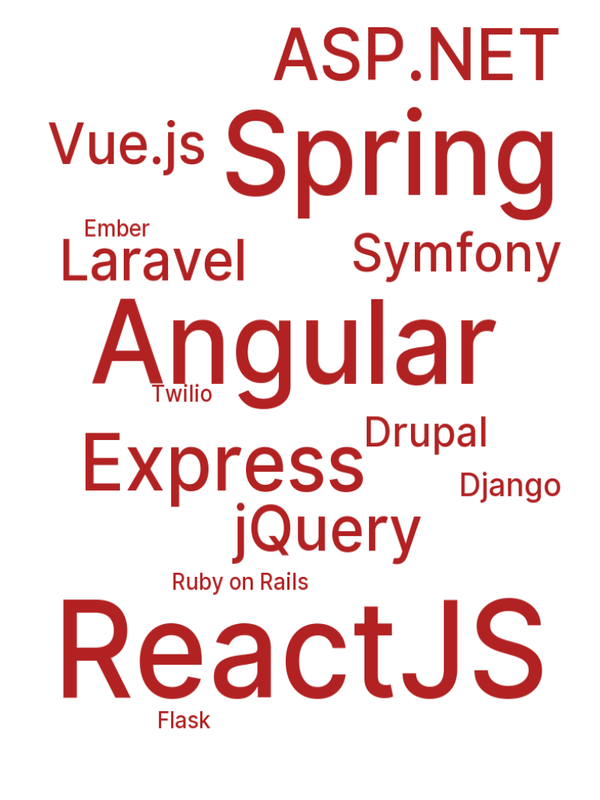 ASP.NET
Vue.js
Spring
Ember
Laravel
Symfony
Angular
Twilio
Drupal
Express
Django
jQuery
Ruby on Rails
ReactJS
Flask